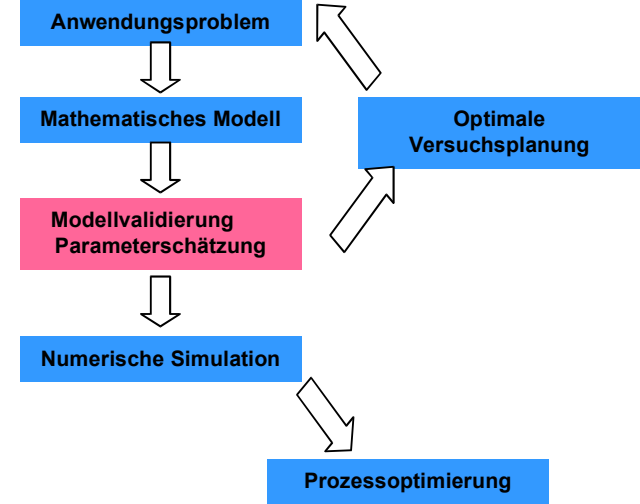 Anwendungsproblem
Mathematisches Modell
Optimale
Versuchsplanung
Modellvalidierung
Parameterschätzung
Numerische Simulation
Prozessoptimierung